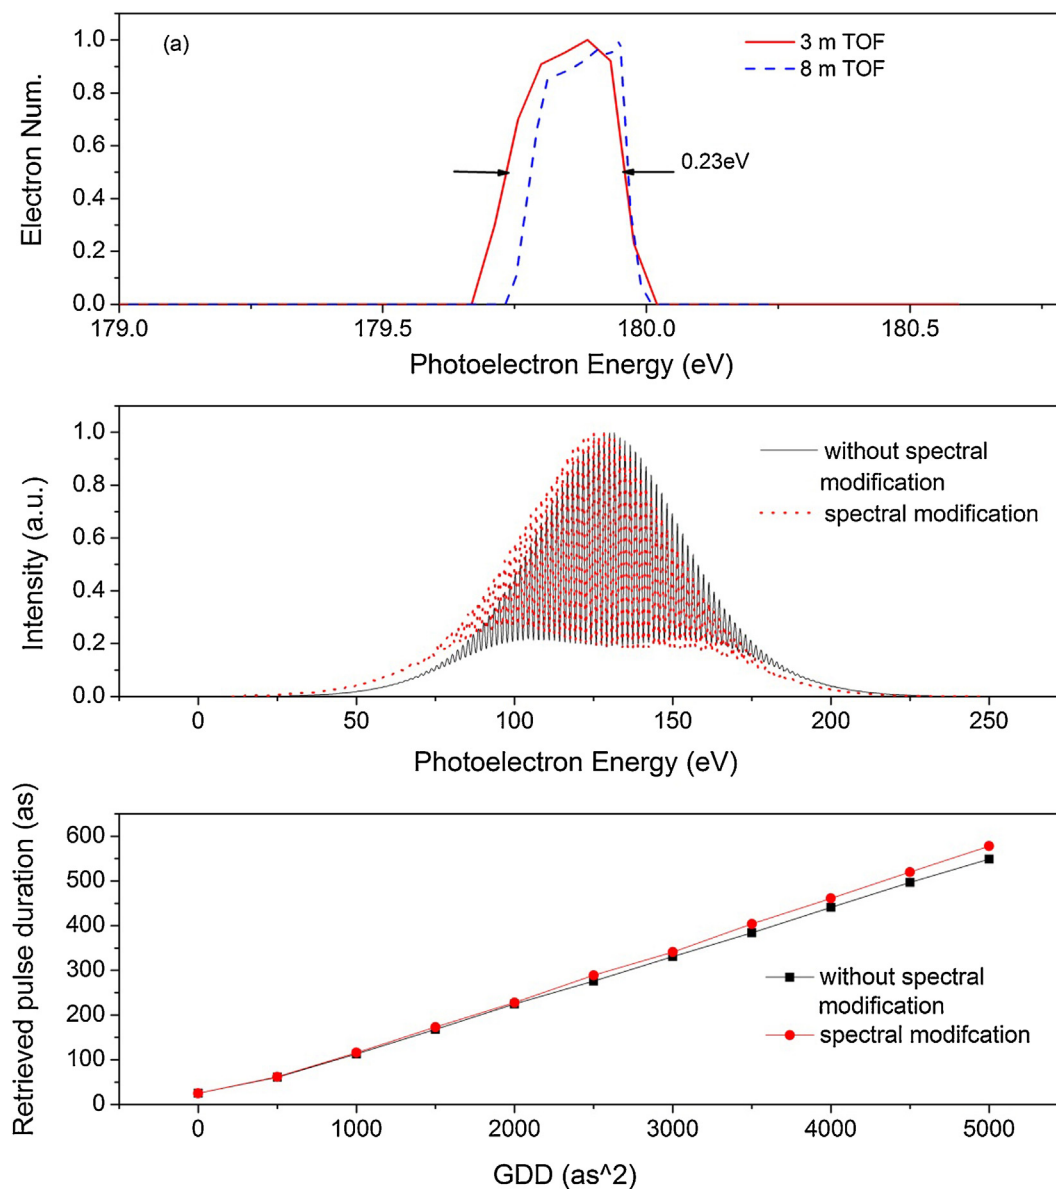 (a)
3 m TOF
8 m TOF
0.23eV
Electron Num.
1.0
0.8
0.6
0.4
0.2
0.0
179.0 179.5 180.0 180.5
Photoelectron Energy (eV)
without spectral
modification
spectral modification
Intensity (a.u.)
1.0
0.8
0.6
0.4
0.2
0.0
0 50 100 150 200 250
Photoelectron Energy (eV)
Retrieved pulse duration (as)
600
500
400
300
200
100
0
without spectral
modification
spectral modifcation
0 1000 2000 3000 4000 5000
GDD (as^2)